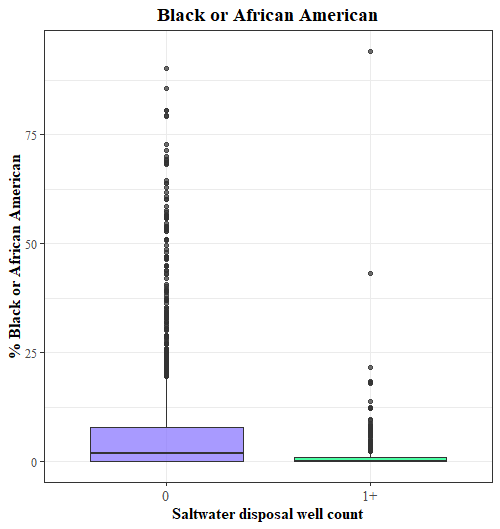 Black or African American
% Black or African American
75
50
25
0
0 1+
Saltwater disposal well count